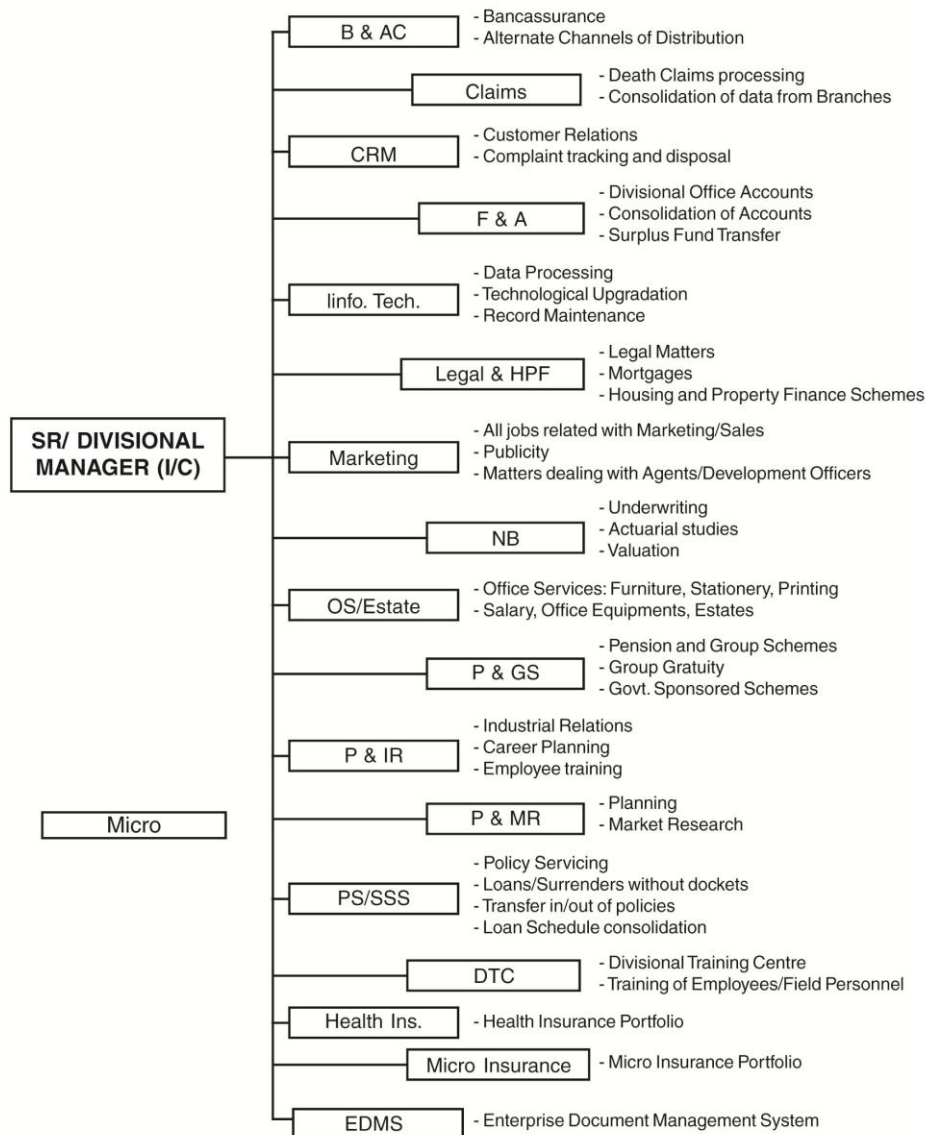 B & AC
- Bancassurance
- Alternate Channels of Distribution
Claims
- Death Claims processing
- Consolidation of data from Branches
CRM
- Customer Relations
- Complaint tracking and disposal
F & A
- Divisional Office Accounts
- Consolidation of Accounts
- Surplus Fund Transfer
Iinfo. Tech.
- Data Processing
- Technological Upgradation
- Record Maintenance
Legal & HPF
- Legal Matters
- Mortgages
- Housing and Property Finance Schemes
SR/ DIVISIONAL
MANAGER (I/C)
Marketing
- All jobs related with Marketing/Sales
- Publicity
- Matters dealing with Agents/Development Officers
NB
- Underwriting
- Actuarial studies
- Valuation
OS/Estate
- Office Services: Furniture, Stationery, Printing
- Salary, Office Equipments, Estates
P & GS
- Pension and Group Schemes
- Group Gratuity
- Govt. Sponsored Schemes
P & IR
- Industrial Relations
- Career Planning
- Employee training
Micro
P & MR
- Planning
- Market Research
PS/SSS
- Policy Servicing
- Loans/Surrenders without dockets
- Transfer in/out of policies
- Loan Schedule consolidation
DTC
- Divisional Training Centre
- Training of Employees/Field Personnel
Health Ins.
- Health Insurance Portfolio
Micro Insurance
- Micro Insurance Portfolio
EDMS
- Enterprise Document Management System